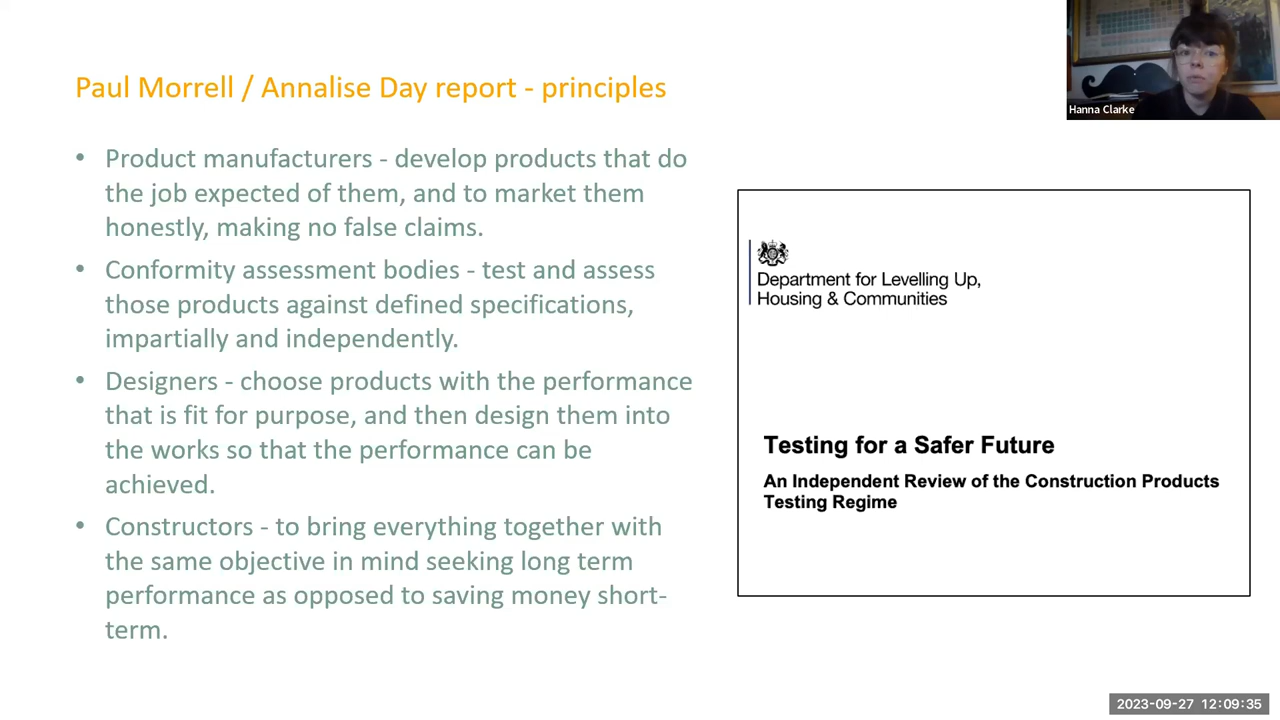 Paul Morrell / Annalise Day report - principles
Hanna Clarke
• Product manufacturers - develop products that do
the job expected of them, and to market them
honestly, making no false claims.
• Conformity assessment bodies - test and assess
those products against defined specifications,
impartially and independently.
• Designers - choose products with the performance
that is fit for purpose, and then design them into
the works so that the performance can be
achieved.
• Constructors - to bring everything together with
the same objective in mind seeking long term
performance as opposed to saving money short-
term.
Department for Levelling Up,
Housing & Communities
Testing for a Safer Future
An Independent Review of the Construction Products
Testing Regime
2023-09-27 12:09:35